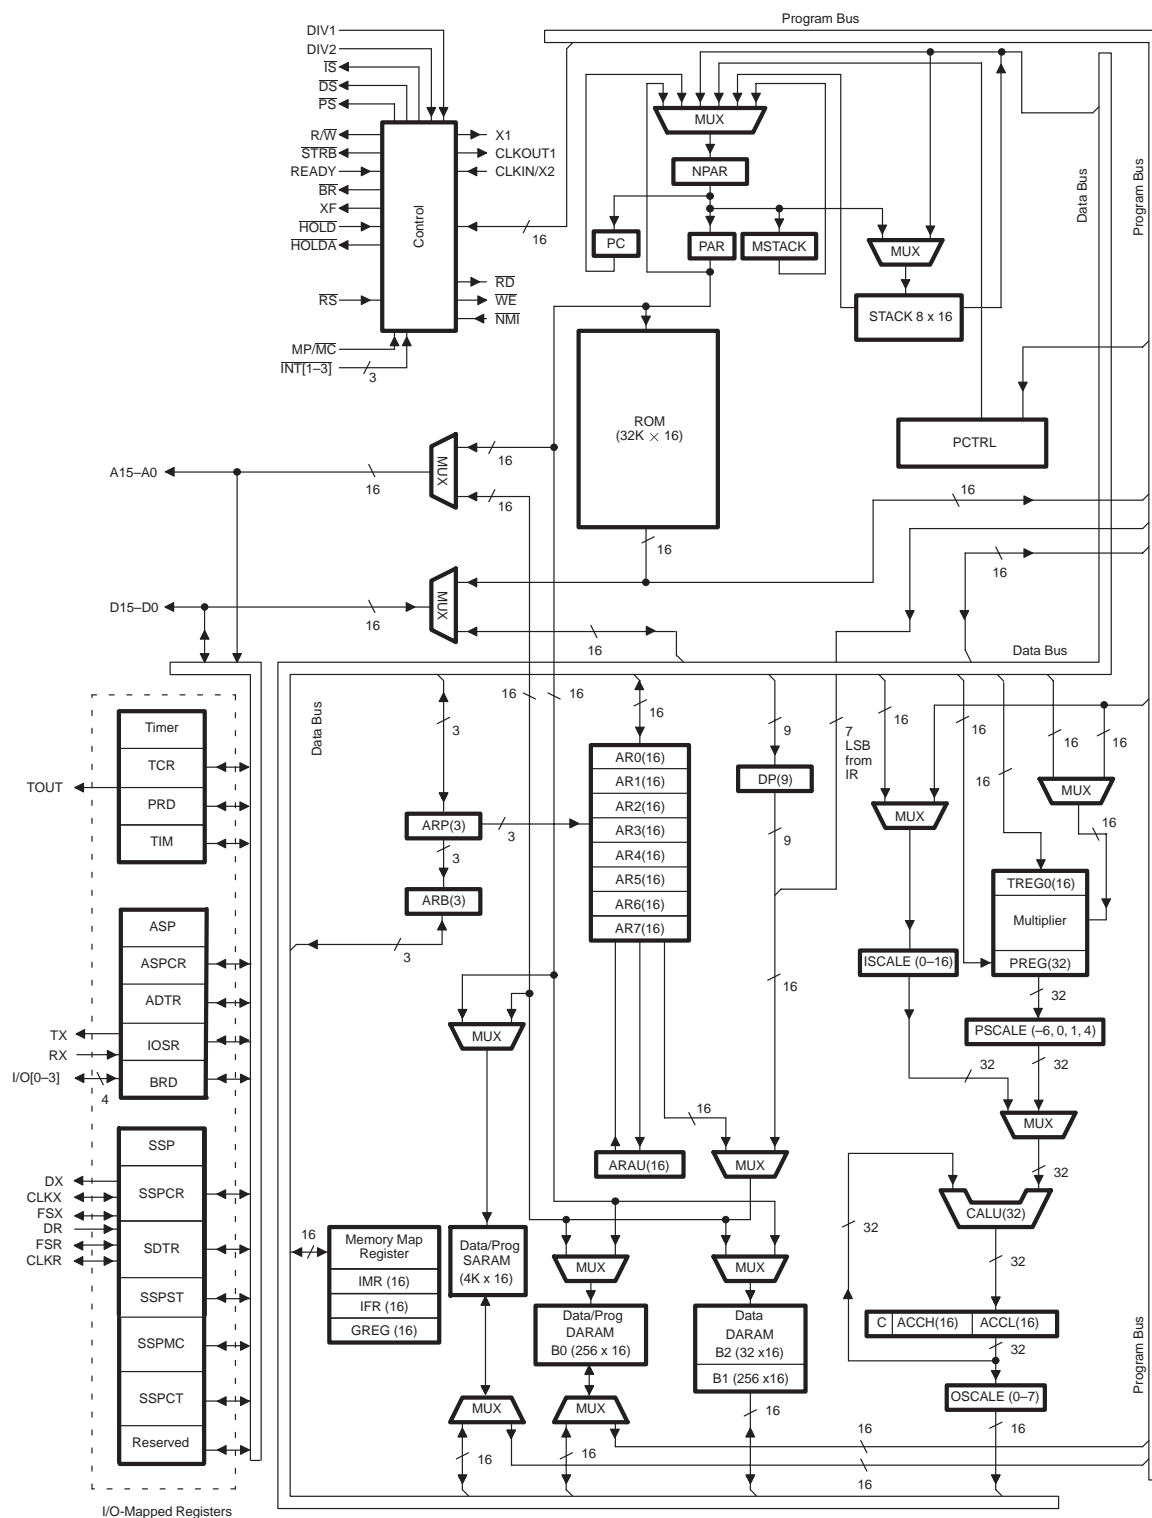 Program Bus
DIV1
DIV2
IS
DS
PS
R/W
STRB
READY
BR
XF
HOLD
HOLDA
RS
MP/MC
INT[1–3]
3
Control
X1
CLKOUT1
CLKIN/X2
16
RD
WE
NMI
MUX
NPAR
PC
PAR
MSTACK
MUX
STACK 8 x 16
Data Bus
Program Bus
ROM
(32K × 16)
PCTRL
A15–A0
16
MUX
16
16
16
16
16
D15–D0
16
MUX
16
Data Bus
16
16
Data Bus
3
16
9
7
LSB
from
IR
16
16
16
16
16
Timer
TCR
PRD
TIM
TOUT
ARP(3)
3
3
ARB(3)
3
AR0(16)
AR1(16)
AR2(16)
AR3(16)
AR4(16)
AR5(16)
AR6(16)
AR7(16)
DP(9)
9
16
MUX
MUX
16
TREG0(16)
Multiplier
PREG(32)
ISCALE (0–16)
32
PSCALE (–6, 0, 1, 4)
32
32
MUX
32
ASP
ASPCR
ADTR
IOSR
BRD
TX
RX
I/O[0–3]
4
MUX
16
ARAU(16)
MUX
CALU(32)
32
32
SSP
SSPCR
SDTR
SSPST
SSPMC
SSPCT
Reserved
DX
CLKX
FSX
DR
FSR
CLKR
16
Memory Map
Register
IMR (16)
IFR (16)
GREG (16)
Data/Prog
SARAM
(4K x 16)
MUX
Data/Prog
DARAM
B0 (256 x 16)
MUX
Data
DARAM
B2 (32 x16)
B1 (256 x16)
C
ACCH(16)
ACCL(16)
32
OSCALE (0–7)
16
MUX
MUX
16
16
16
16
16
Program Bus
I/O-Mapped Registers